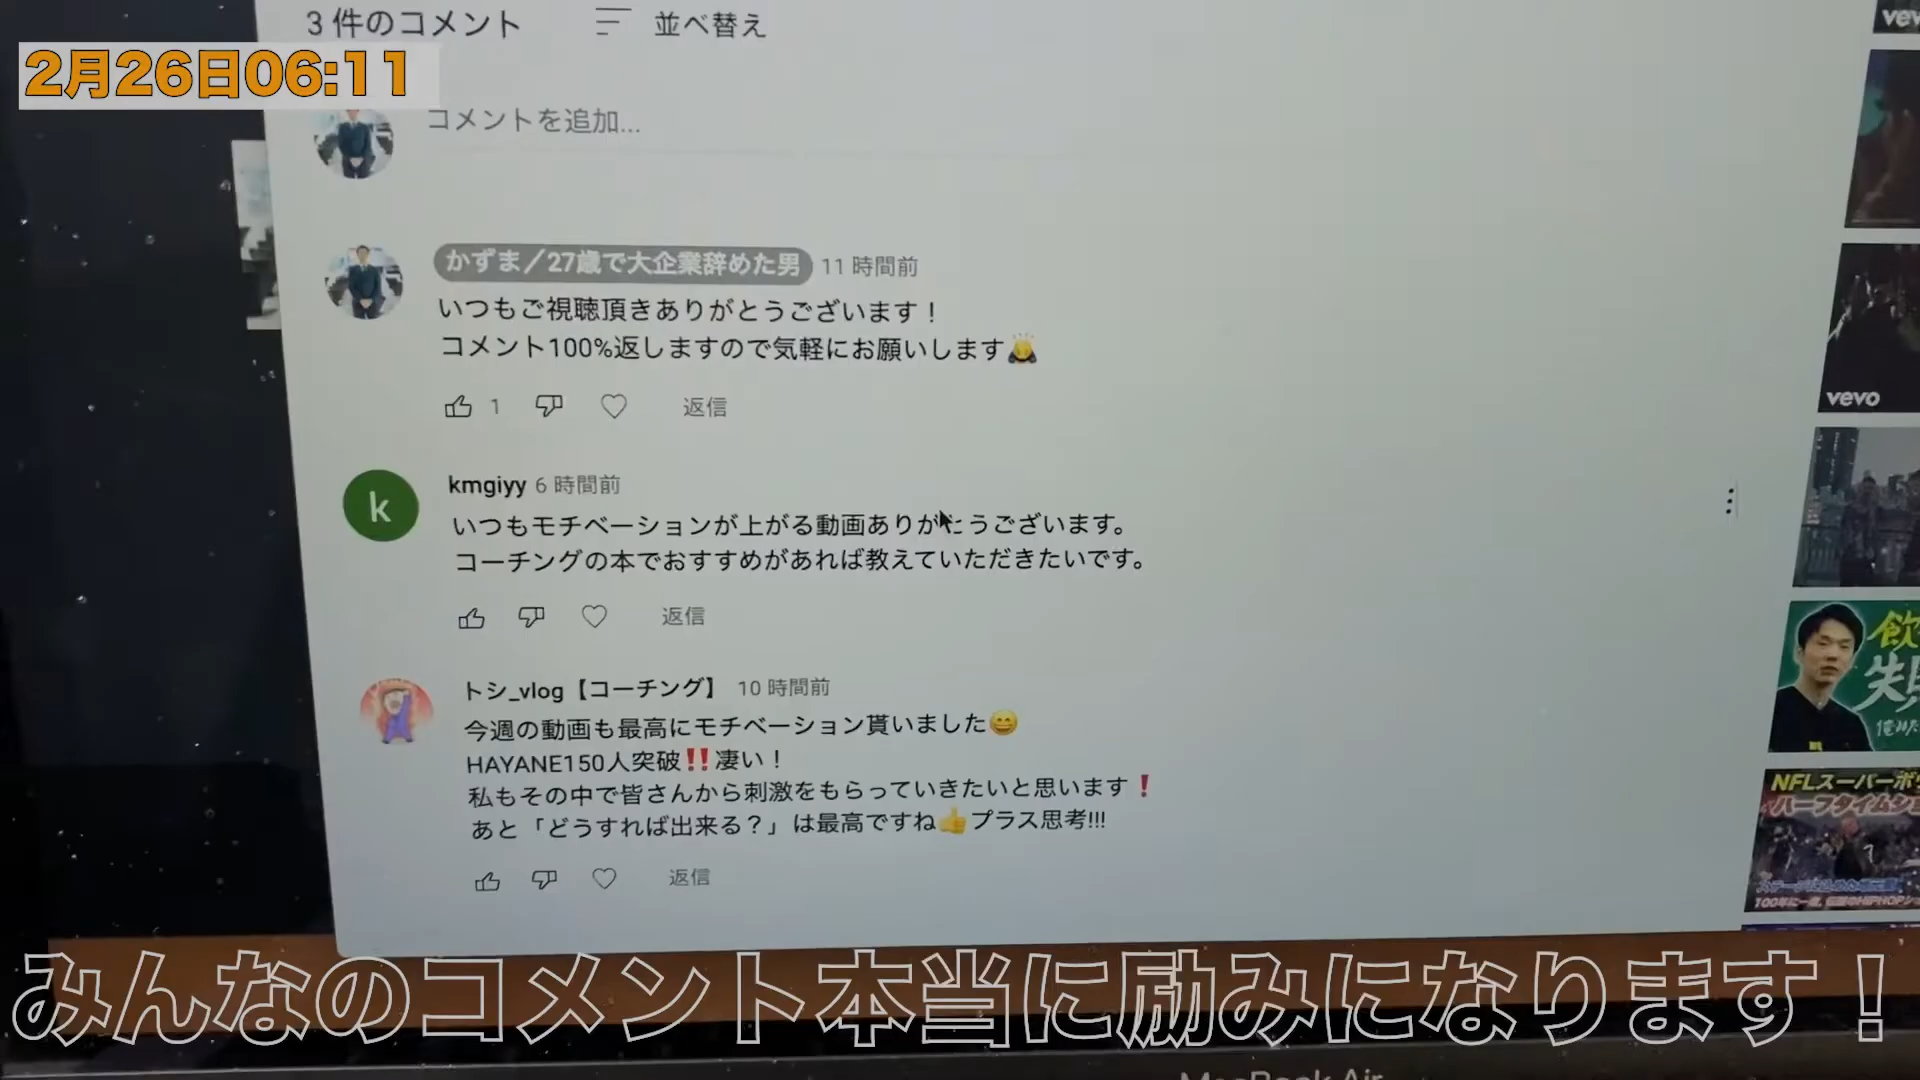 3 件のコメント
並べ替え
2月26日06:11
コメントを追加...
かずま／27歳で大企業辞めた男 11 時間前
いつもご視聴頂きありがとうございます！
コメント100%返しますので気軽にお願いします🙇
1 返信
kmgiyy 6 時間前
いつもモチベーションが上がる動画ありがとうございます。
コーチングの本でおすすめがあれば教えていただきたいです。
返信
トシ_vlog【コーチング】 10 時間前
今週の動画も最高にモチベーション貰いました😄
HAYANE150人突破‼️凄い！
私もその中で皆さんから刺激をもらっていきたいと思います❗
あと「どうすれば出来る？」は最高ですね👍プラス思考!!!
返信
vevo
NFLスーパーボウ
ハーフタイムショ
みんなのコメント本当に励みになります！
MacBook Air